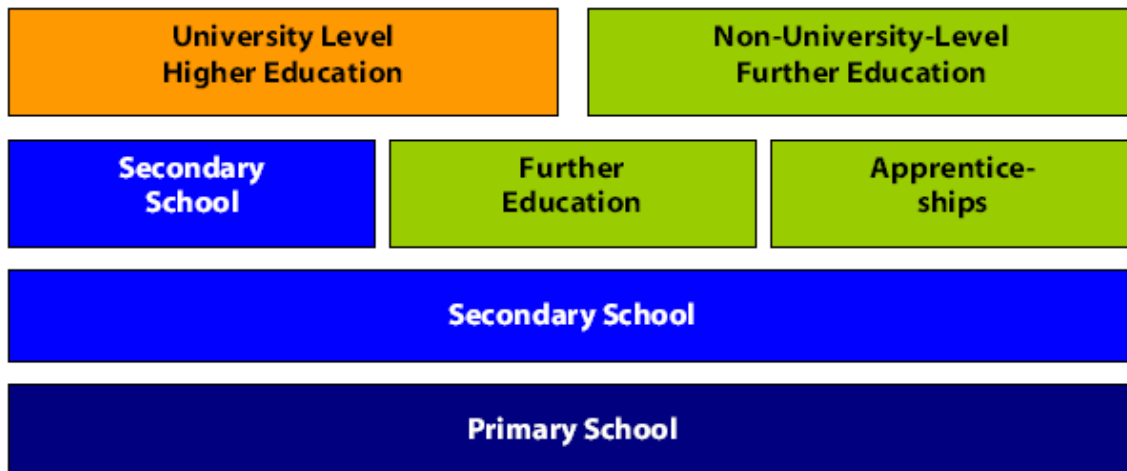 University Level
Higher Education
Non-University-Level
Further Education
Secondary
School
Further
Education
Apprentice-
ships
Secondary School
Primary School